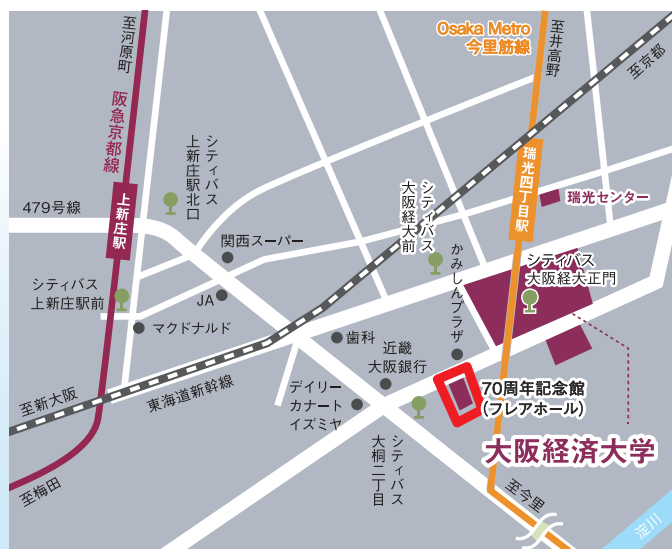 至河原町
阪急京都線
上新庄駅
Osaka Metro
今里筋線
至井高野
至京都
シティバス
上新庄駅北口
シティバス
大阪経大前
瑞光四丁目駅
瑞光センター
479号線
関西スーパー
かみしんプラザ
シティバス
大阪経大正門
シティバス
上新庄駅前
JA
マクドナルド
歯科
近畿
大阪銀行
至新大阪
東海道新幹線
デイリー
カナート
イズミヤ
70周年記念館
(フレアホール)
大阪経済大学
シティバス
大桐二丁目
至梅田
至今里
淀川